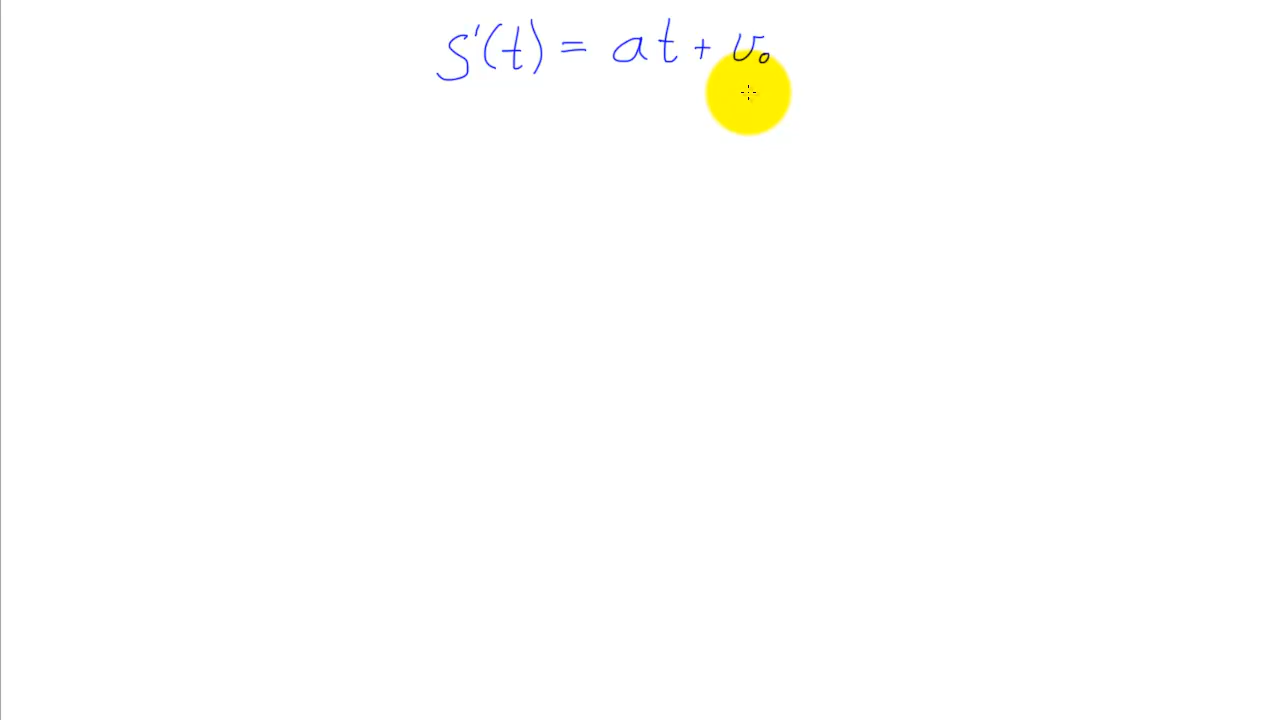 s'(t) = at + v₀